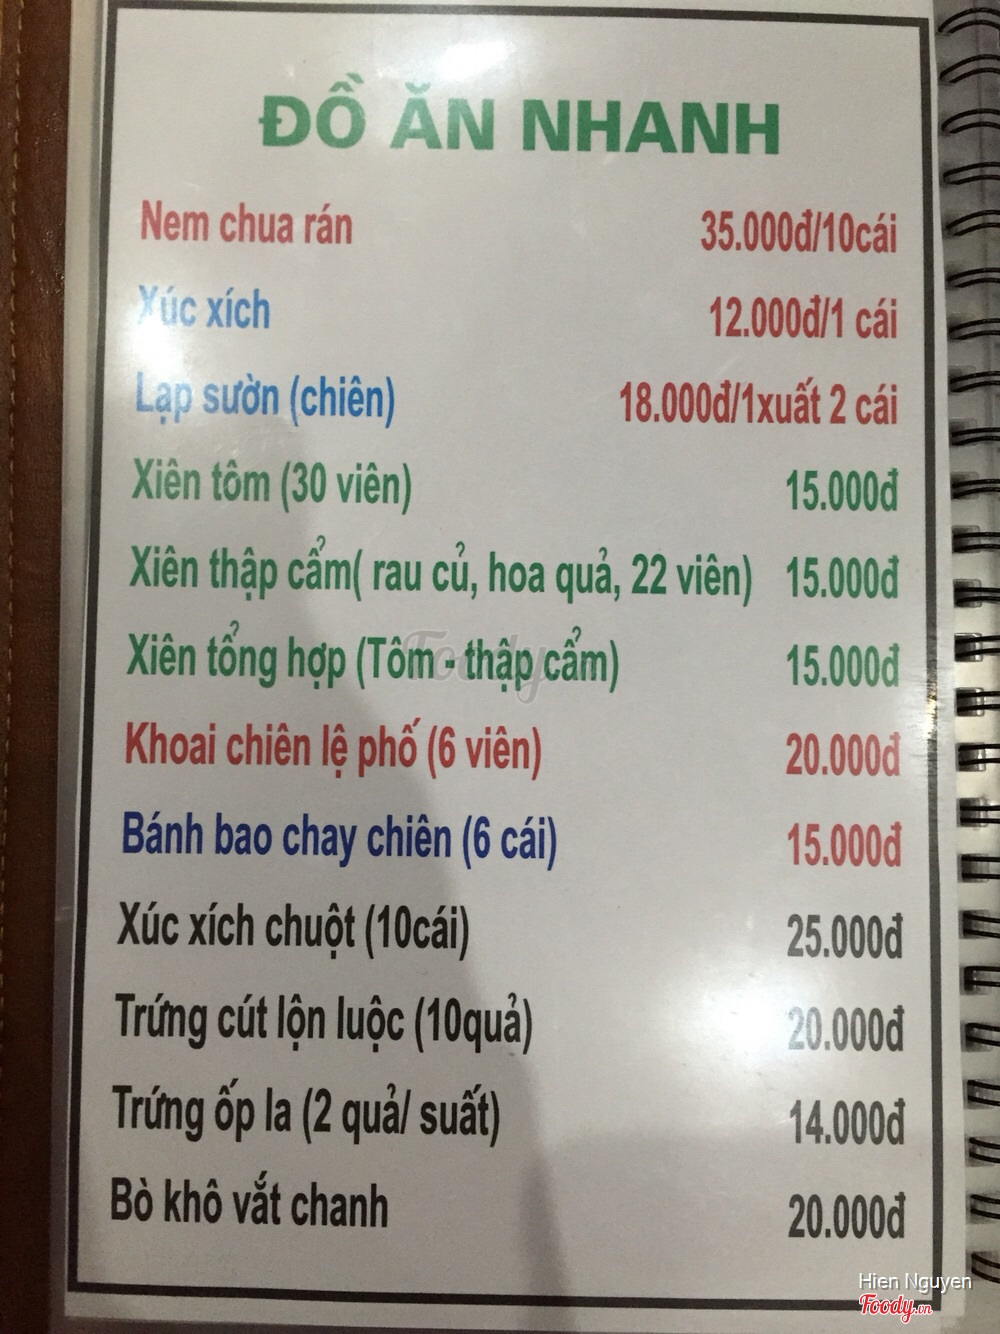 ĐỒ ĂN NHANH
Nem chua rán 35.000đ/10cái
Xúc xích 12.000đ/1 cái
Lạp sườn (chiên) 18.000đ/1xuất 2 cái
Xiên tôm (30 viên) 15.000đ
Xiên thập cẩm( rau củ, hoa quả, 22 viên) 15.000đ
Xiên tổng hợp (Tôm - thập cẩm) 15.000đ
Khoai chiên lệ phố (6 viên) 20.000đ
Bánh bao chay chiên (6 cái) 15.000đ
Xúc xích chuột (10cái) 25.000đ
Trứng cút lộn luộc (10quả) 20.000đ
Trứng ốp la (2 quả/ suất) 14.000đ
Bò khô vắt chanh 20.000đ
Foody
Hien Nguyen
Foody.vn